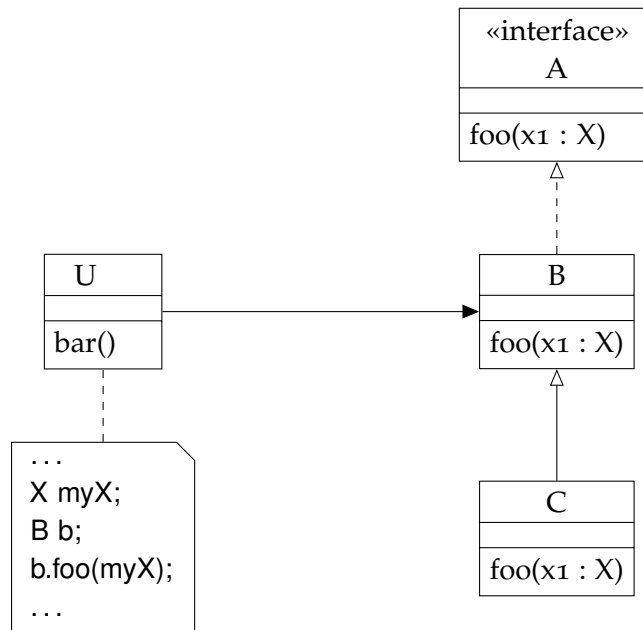 «interface»
A
foo(x1 : X)
U
bar()
B
foo(x1 : X)
. . .
X myX;
B b;
b.foo(myX);
. . .
C
foo(x1 : X)